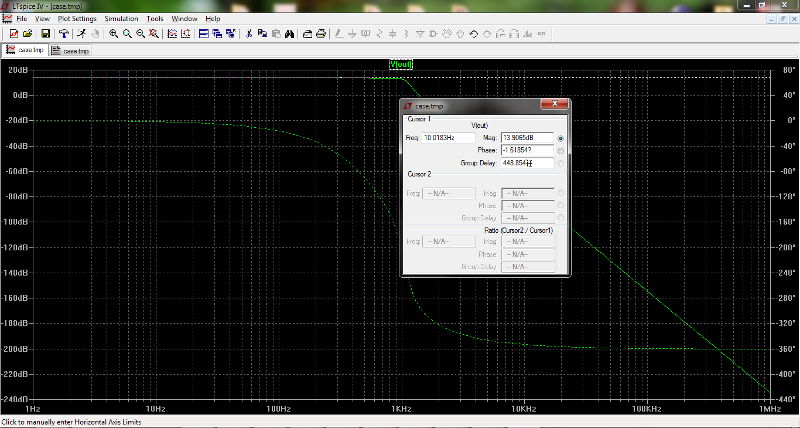 LTspice IV - [case.tmp]
File View Plot Settings Simulation Tools Window Help
case.tmp case.tmp
V(out)
20dB 80°
0dB 40°
-20dB 0°
-40dB -40°
-60dB -80°
-80dB -120°
-100dB
-120dB
-140dB -200°
-160dB -240°
-180dB -280°
-200dB -320°
-220dB -360°
-240dB -400°
1Hz 10Hz 100Hz 1KHz 10KHz 100KHz 1MHz
case.tmp
Cursor 1
V(out)
Freq: 10.0183Hz Mag: 13.9065dB
Phase: -1.61854?
Group Delay: 448.854
Cursor 2
Freq: -- N/A-- Mag: -- N/A--
Phase: -- N/A--
Group Delay: -- N/A--
Ratio (Cursor2 / Cursor1)
Freq: -- N/A-- Mag: -- N/A--
Phase: -- N/A--
Group Delay: -- N/A--
Click to manually enter Horizontal Axis Limits